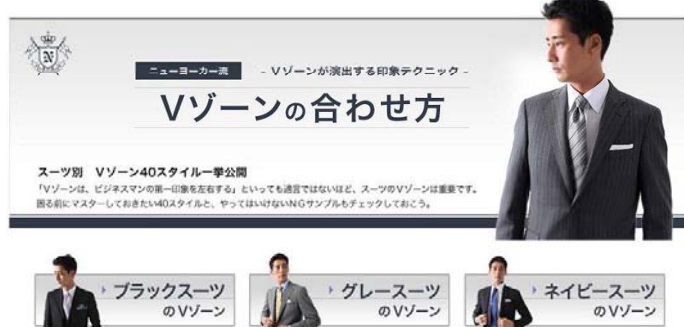 N
ニューヨーカー流 - Vゾーンが演出する印象テクニック -
Vゾーンの合わせ方
スーツ別 Vゾーン40スタイル一挙公開
「Vゾーンは、ビジネスマンの第一印象を左右する」といっても過言ではないほど、スーツのVゾーンは重要です。
困る前にマスターしておきたい40スタイルと、やってはいけないNGサンプルもチェックしておこう。
ブラックスーツ
のVゾーン
グレースーツ
のVゾーン
ネイビースーツ
のVゾーン